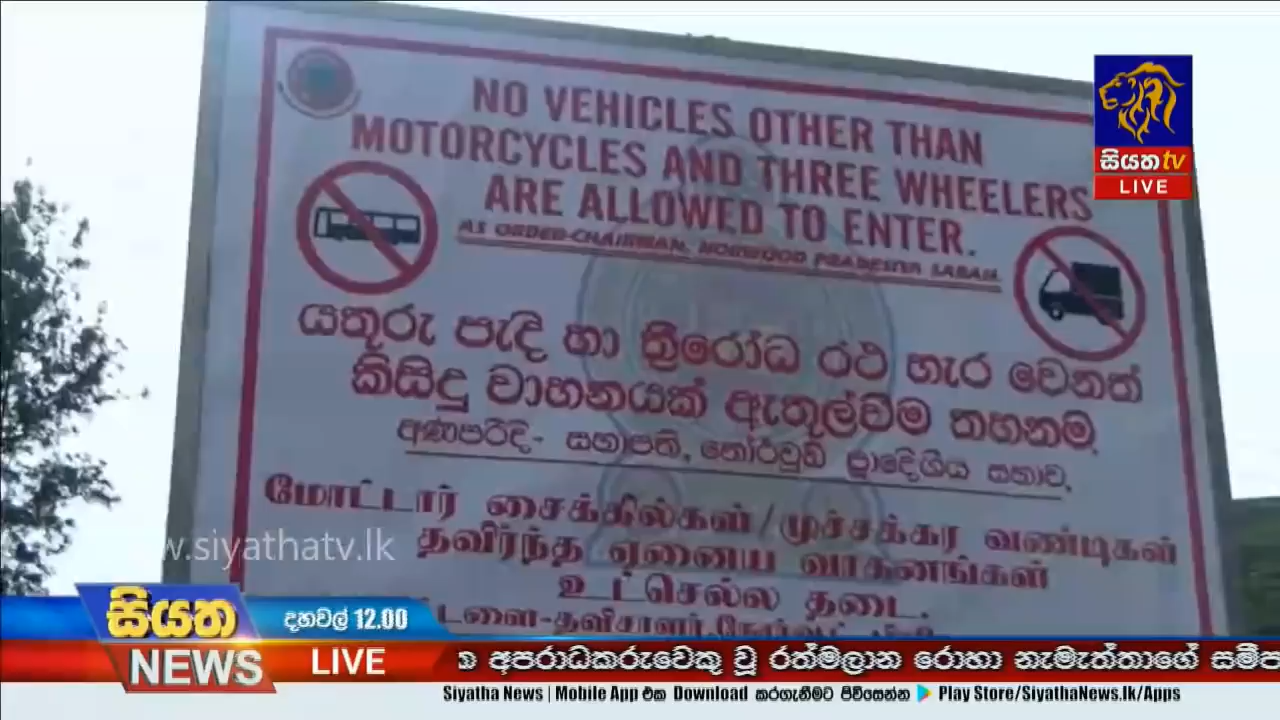 NO VEHICLES OTHER THAN
MOTORCYCLES AND THREE WHEELERS
ARE ALLOWED TO ENTER.
AS ORDER-CHAIRMAN, NORWOOD PRADESHIYA SABAH.
යතුරු පැදි හා ත්‍රීරෝද රථ හැර වෙනත්
කිසිදු වාහනයක් ඇතුල්වීම තහනම්.
අණපරිදි- සභාපති, නෝර්වුඩ් ප්‍රාදේශීය සභාව.
மோட்டார் சைக்கில்கள்/முச்சக்கர வண்டிகள்
தவிர்ந்த ஏனைய வாகனங்கள்
உட்செல்ல தடை.
සියත tv
LIVE
www.siyathatv.lk
සියත
NEWS
දහවල් 12.00
LIVE
අපරාධකරුවෙකු වූ රත්මලාන රොහා නැමැත්තාගේ සමීප
Siyatha News | Mobile App එක Download කරගැනීමට පිවිසෙන්න Play Store/SiyathaNews.lk/Apps